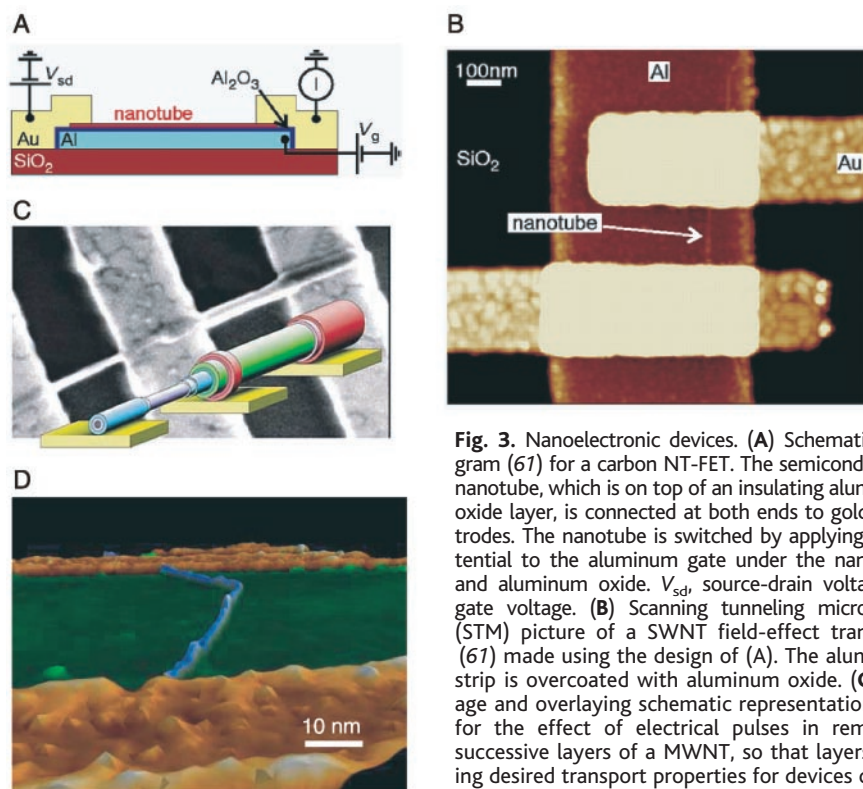 A
V_sd
Al₂O₃
I
nanotube
V_g
Au
Al
SiO₂
B
100nm
Al
SiO₂
Au
nanotube
C
D
10 nm
Fig. 3. Nanoelectronic devices. (A) Schemati
gram (61) for a carbon NT-FET. The semicond
nanotube, which is on top of an insulating alum
oxide layer, is connected at both ends to gold
trodes. The nanotube is switched by applying
tential to the aluminum gate under the nan
and aluminum oxide. V_sd, source-drain volta
gate voltage. (B) Scanning tunneling micro
(STM) picture of a SWNT field-effect tran
(61) made using the design of (A). The alum
strip is overcoated with aluminum oxide. (C
age and overlaying schematic representation
for the effect of electrical pulses in rem
successive layers of a MWNT, so that layers
ing desired transport properties for devices c